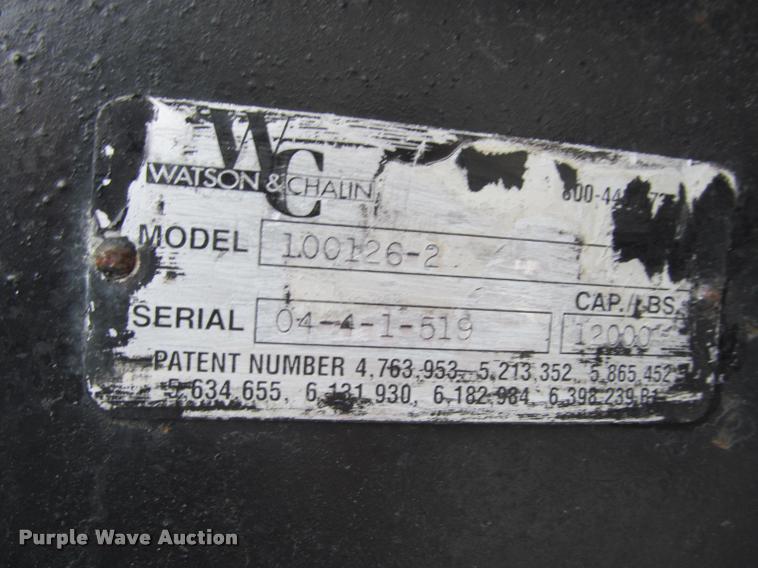 WC
WATSON & CHALIN
MODEL 100126-2
CAP./LBS.
SERIAL 04-4-1-519 12000
PATENT NUMBER 4,763,953, 5,213,352, 5,865,452
5,634,655, 6,131,930, 6,182,984, 6,398,239,B1
Purple Wave Auction